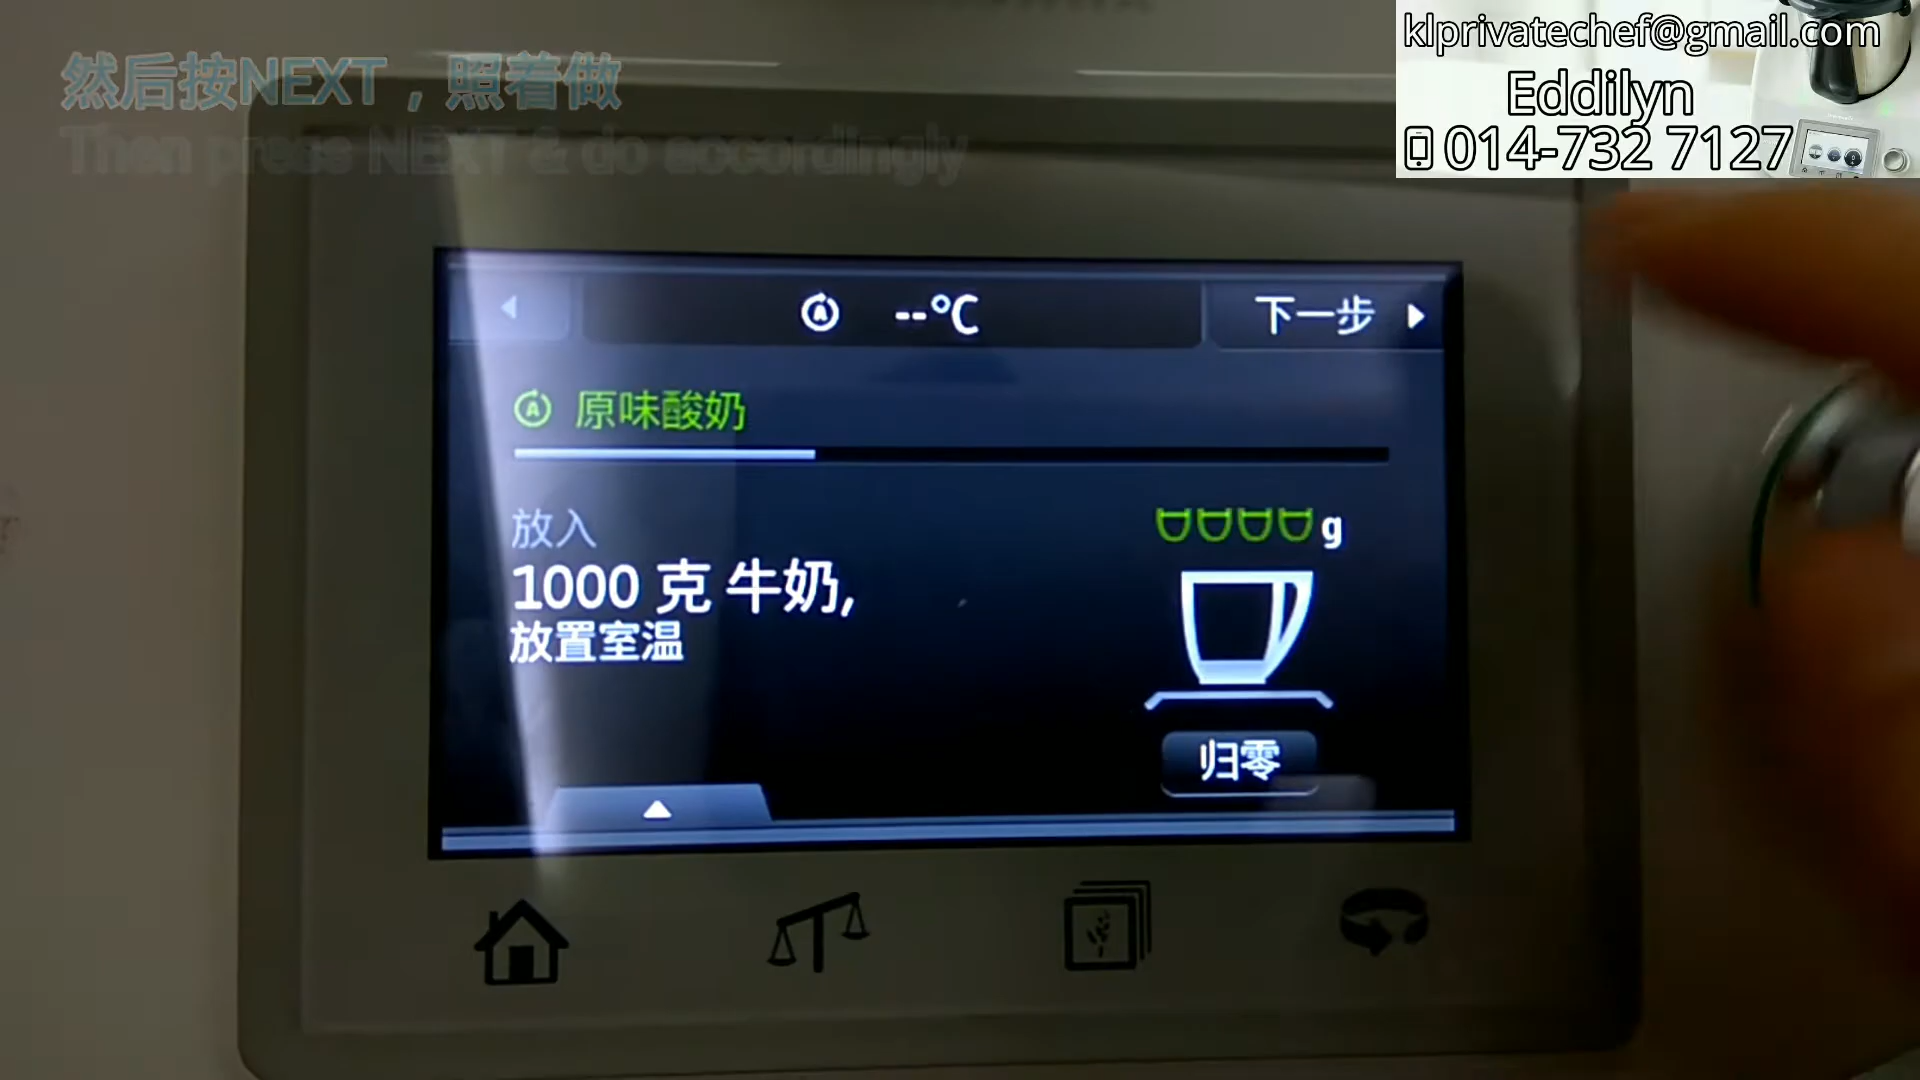 然后按NEXT，照着做
Then press NEXT & do accordingly
klprivatechef@gmail.com
Eddilyn
014-732 7127
--°C
下一步
原味酸奶
放入
1000 克 牛奶,
放置室温
g
归零